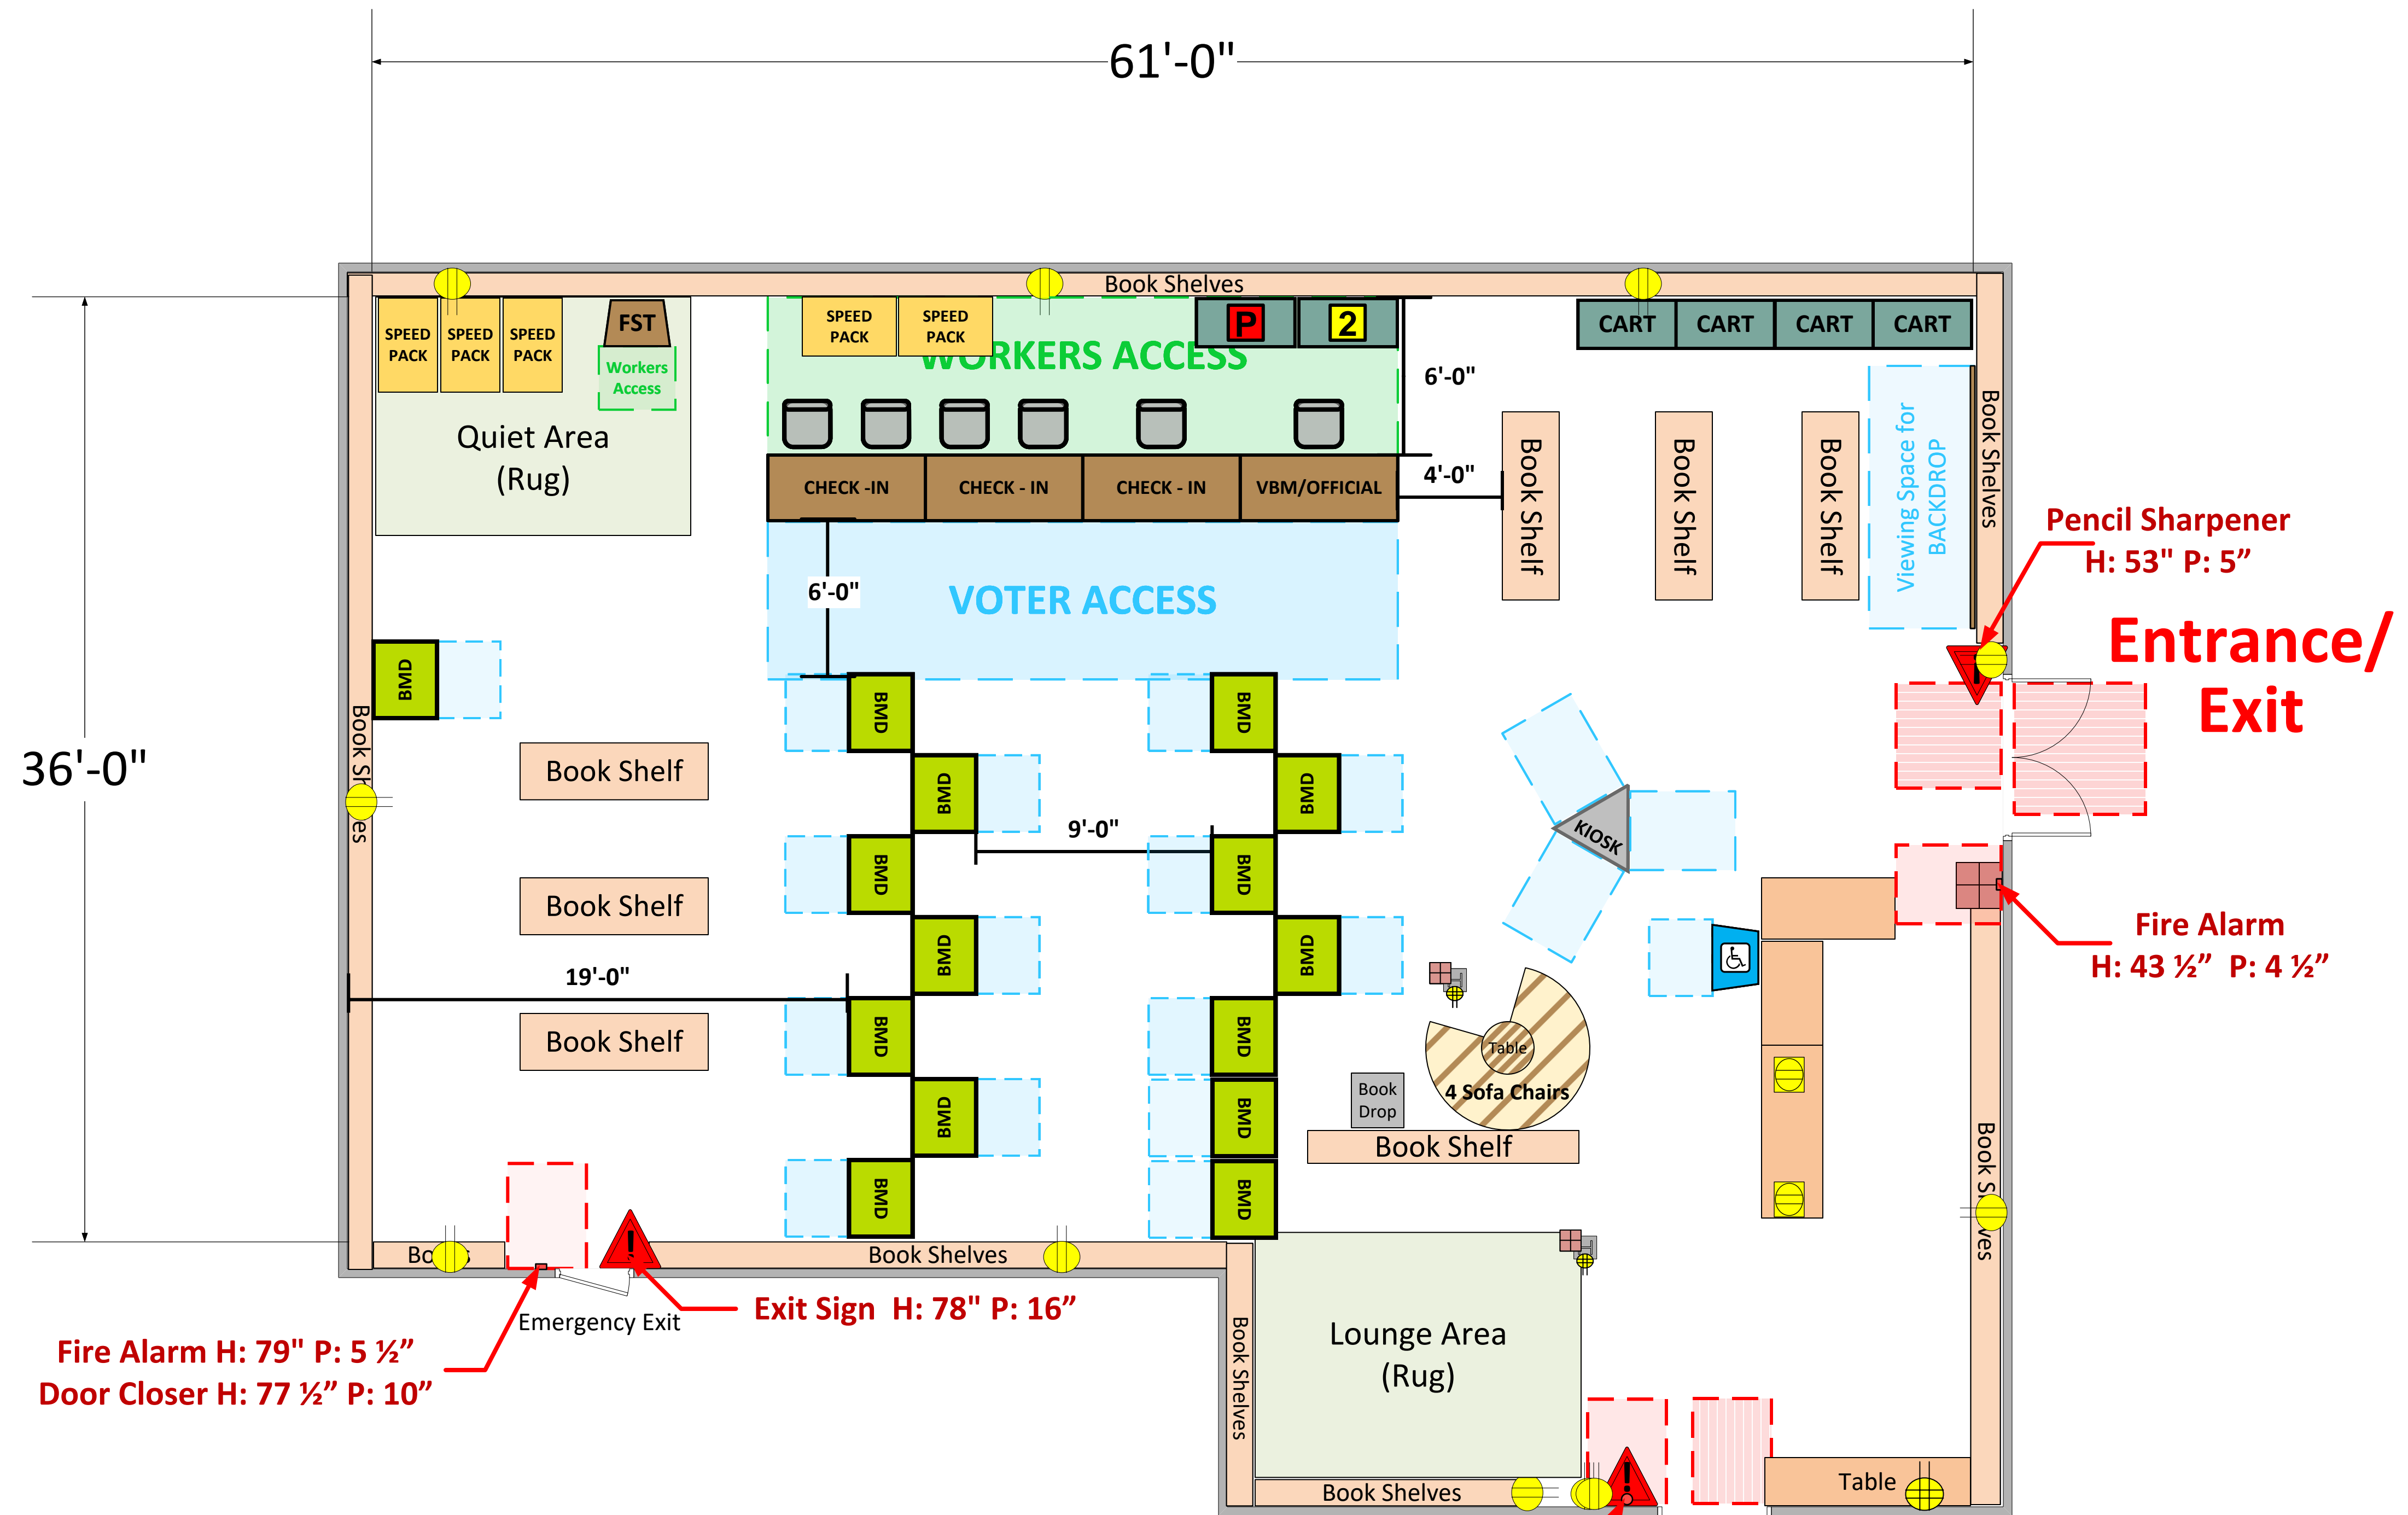 61'-0"
Book Shelves
SPEED
PACK
SPEED
PACK
SPEED
PACK
FST
Workers
Access
Quiet Area
(Rug)
SPEED
PACK
SPEED
PACK
WORKERS ACCESS
P
2
6'-0"
CART
CART
CART
CART
CHECK -IN
CHECK - IN
CHECK - IN
VBM/OFFICIAL
4'-0"
Book Shelf
Book Shelf
Book Shelf
Viewing Space for
BACKDROP
Book Shelves
Pencil Sharpener
H: 53" P: 5”
Entrance/
Exit
6'-0"
VOTER ACCESS
36'-0"
BMD
Book Shelves
Book Shelf
Book Shelf
Book Shelf
19'-0"
BMD
BMD
BMD
BMD
BMD
BMD
BMD
9'-0"
BMD
BMD
BMD
BMD
BMD
BMD
BMD
KIOSK
Fire Alarm
H: 43 ½” P: 4 ½”
Table
4 Sofa Chairs
Book
Drop
Book Shelf
Book Shelves
!
Book Shelves
Emergency Exit
Exit Sign H: 78" P: 16”
Fire Alarm H: 79" P: 5 ½”
Door Closer H: 77 ½” P: 10”
Book Shelves
Lounge Area
(Rug)
Book Shelves
!
Table